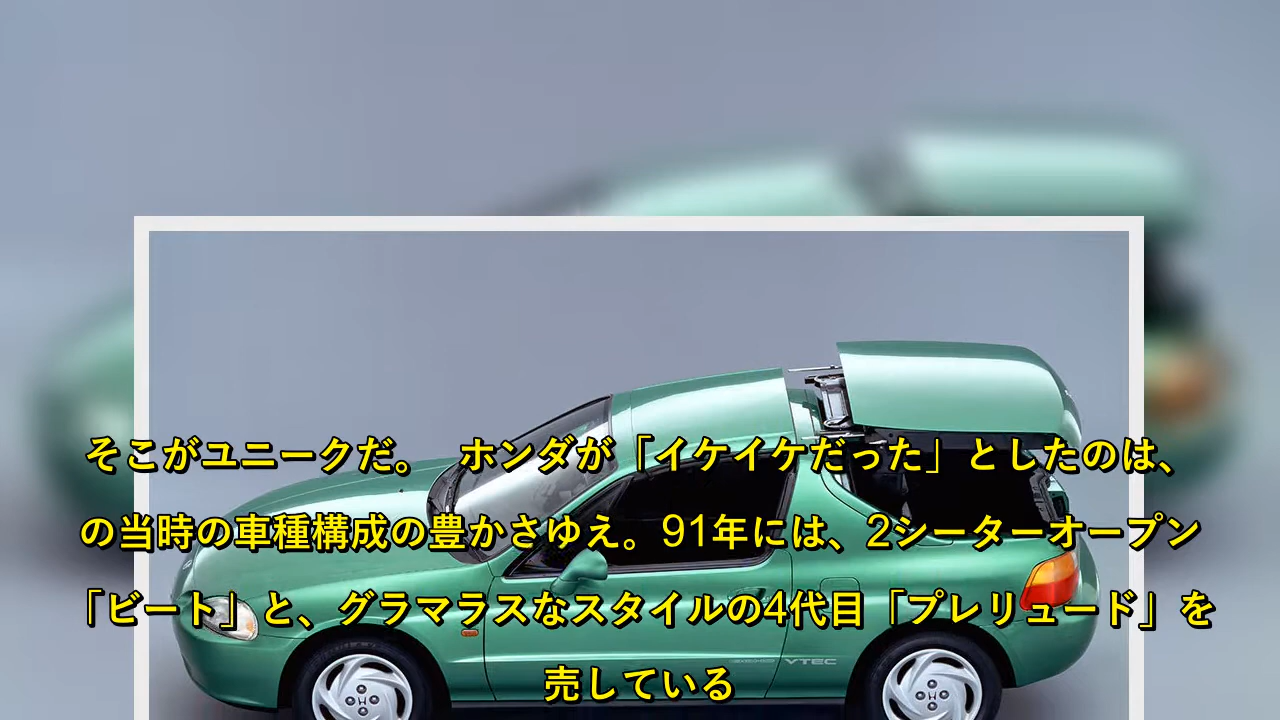 そこがユニークだ。 ホンダが「イケイケだった」としたのは、
の当時の車種構成の豊かさゆえ。91年には、2シーターオープン
「ビート」と、グラマラスなスタイルの4代目「プレリュード」を
売している
VTEC